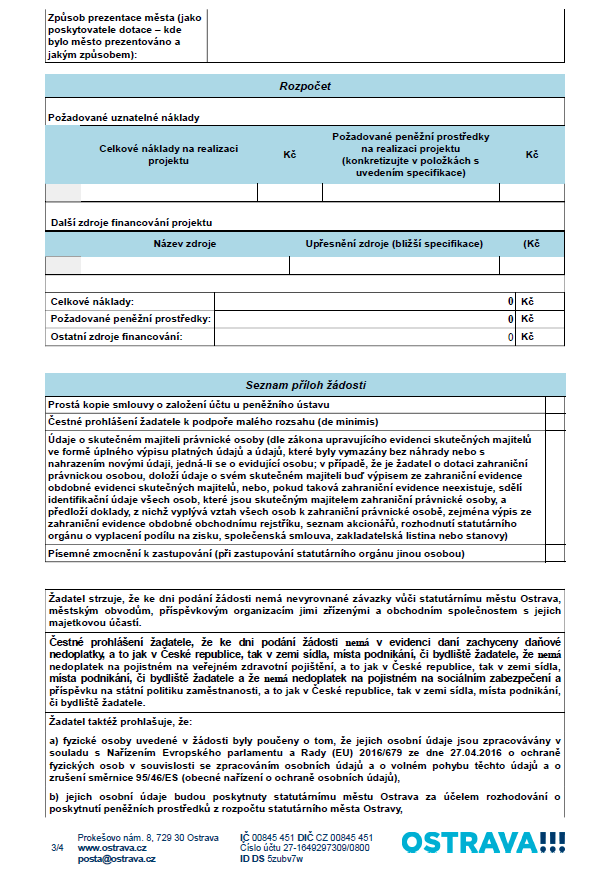 Způsob prezentace města (jako
poskytovatele dotace – kde
bylo město prezentováno a
jakým způsobem):
Rozpočet
Požadované uznatelné náklady
Celkové náklady na realizaci
projektu
Kč
Požadované peněžní prostředky
na realizaci projektu
(konkretizujte v položkách s
uvedením specifikace)
Kč
Další zdroje financování projektu
Název zdroje
Upřesnění zdroje (bližší specifikace)
(Kč
Celkové náklady: 0 Kč
Požadované peněžní prostředky: 0 Kč
Ostatní zdroje financování: 0 Kč
Seznam příloh žádosti
Prostá kopie smlouvy o založení účtu u peněžního ústavu
Čestné prohlášení žadatele k podpoře malého rozsahu (de minimis)
Údaje o skutečném majiteli právnické osoby (dle zákona upravujícího evidenci skutečných majitelů
ve formě úplného výpisu platných údajů a údajů, které byly vymazány bez náhrady nebo s
nahrazením novými údaji, jedná-li se o evidující osobu; v případě, že je žadatel o dotaci zahraniční
právnickou osobou, doloží údaje o svém skutečném majiteli buď výpisem ze zahraniční evidence
obdobné evidenci skutečných majitelů, nebo, pokud taková zahraniční evidence neexistuje, sdělí
identifikační údaje všech osob, které jsou skutečným majitelem zahraniční právnické osoby, a
předloží doklady, z nichž vyplývá vztah všech osob k zahraniční právnické osobě, zejména výpis ze
zahraniční evidence obdobné obchodnímu rejstříku, seznam akcionářů, rozhodnutí statutárního
orgánu o vyplacení podílu na zisku, společenská smlouva, zakladatelská listina nebo stanovy)
Písemné zmocnění k zastupování (při zastupování statutárního orgánu jinou osobou)
Žadatel strzuje, že ke dni podání žádosti nemá nevyrovnané závazky vůči statutárnímu městu Ostrava,
městským obvodům, příspěvkovým organizacím jimi zřízenými a obchodním společnostem s jejich
majetkovou účastí.
Čestné prohlášení žadatele, že ke dni podání žádosti nemá v evidenci daní zachyceny daňové
nedoplatky, a to jak v České republice, tak v zemi sídla, místa podnikání, či bydliště žadatele, že nemá
nedoplatek na pojistném na veřejném zdravotní pojištění, a to jak v České republice, tak v zemi sídla,
místa podnikání, či bydliště žadatele a že nemá nedoplatek na pojistném na sociálním zabezpečení a
příspěvku na státní politiku zaměstnanosti, a to jak v České republice, tak v zemi sídla, místa podnikání,
či bydliště žadatele.
Žadatel taktéž prohlašuje, že:
a) fyzické osoby uvedené v žádosti byly poučeny o tom, že jejich osobní údaje jsou zpracovávány v
souladu s Nařízením Evropského parlamentu a Rady (EU) 2016/679 ze dne 27.04.2016 o ochraně
fyzických osob v souvislosti se zpracováním osobních údajů a o volném pohybu těchto údajů a o
zrušení směrnice 95/46/ES (obecné nařízení o ochraně osobních údajů),
b) jejich osobní údaje budou poskytnuty statutárnímu městu Ostrava za účelem rozhodování o
poskytnutí peněžních prostředků z rozpočtu statutárního města Ostravy,
3/4
Prokešovo nám. 8, 729 30 Ostrava
www.ostrava.cz
posta@ostrava.cz
IČ 00845 451 DIČ CZ 00845 451
Číslo účtu 27-1649297309/0800
ID DS 5zubv7w
OSTRAVA!!!